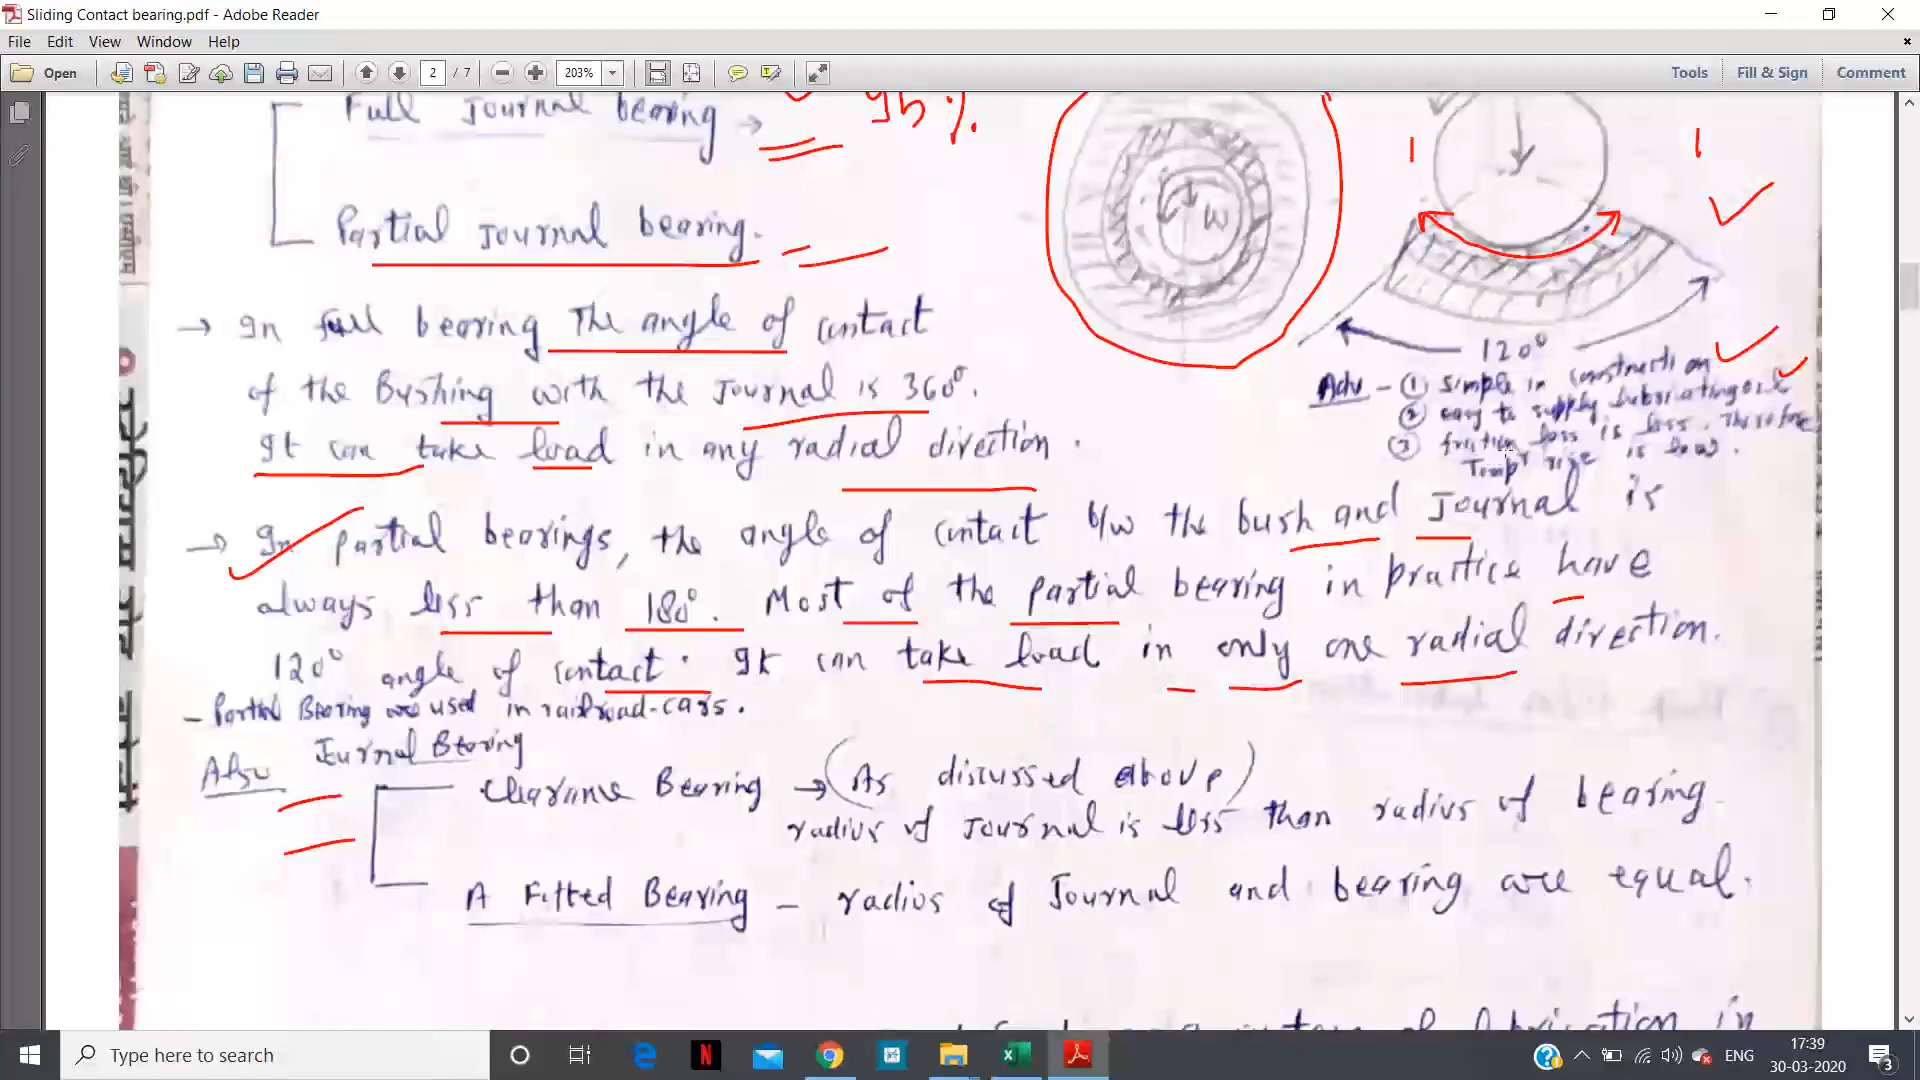 Sliding Contact bearing.pdf - Adobe Reader
File Edit View Window Help
Open 2 / 7 203% Tools Fill & Sign Comment
Full Journal bearing → 95 %
Partial Journal bearing.
W
120°
→ In full bearing The angle of contact
of the Bushing with the Journal is 360°.
It can take load in any radial direction.
Adv - ① Simple in construction
② easy to supply lubricating oil
③ friction loss is less. Therefore
Tempr rise is low.
→ In partial bearings, the angle of contact b/w the bush and Journal is
always less than 180°. Most of the partial bearing in practice have
120° angle of contact. It can take load in only one radial direction.
- Partial Bearing are used in railroad-cars.
Also Jurnal Bearing
Clearance Bearing → (As discussed above)
radius of Journal is less than radius of bearing.
A Fitted Bearing - radius of Journal and bearing are equal.
Type here to search
ENG
17:39
30-03-2020
3